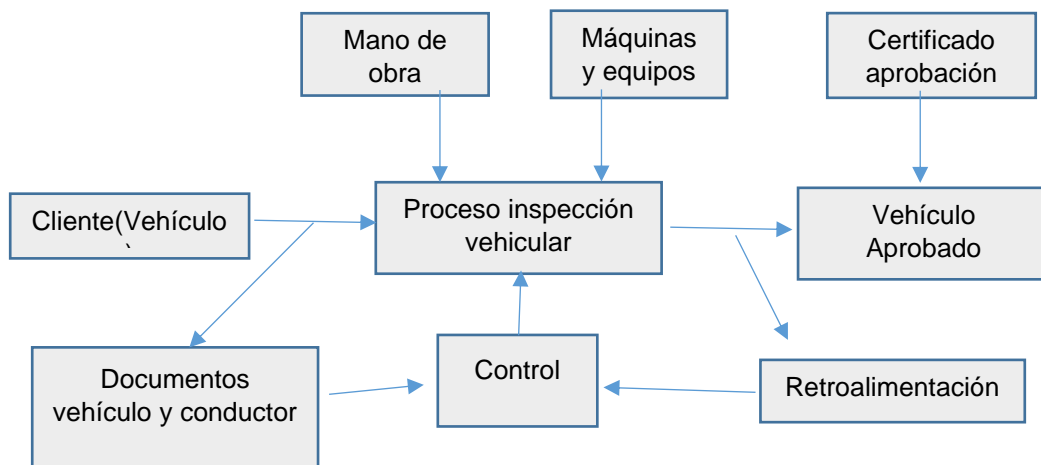 Mano de
obra
Máquinas
y equipos
Certificado
aprobación
Cliente(Vehículo
Proceso inspección
vehicular
Vehículo
Aprobado
Documentos
vehículo y conductor
Control
Retroalimentación